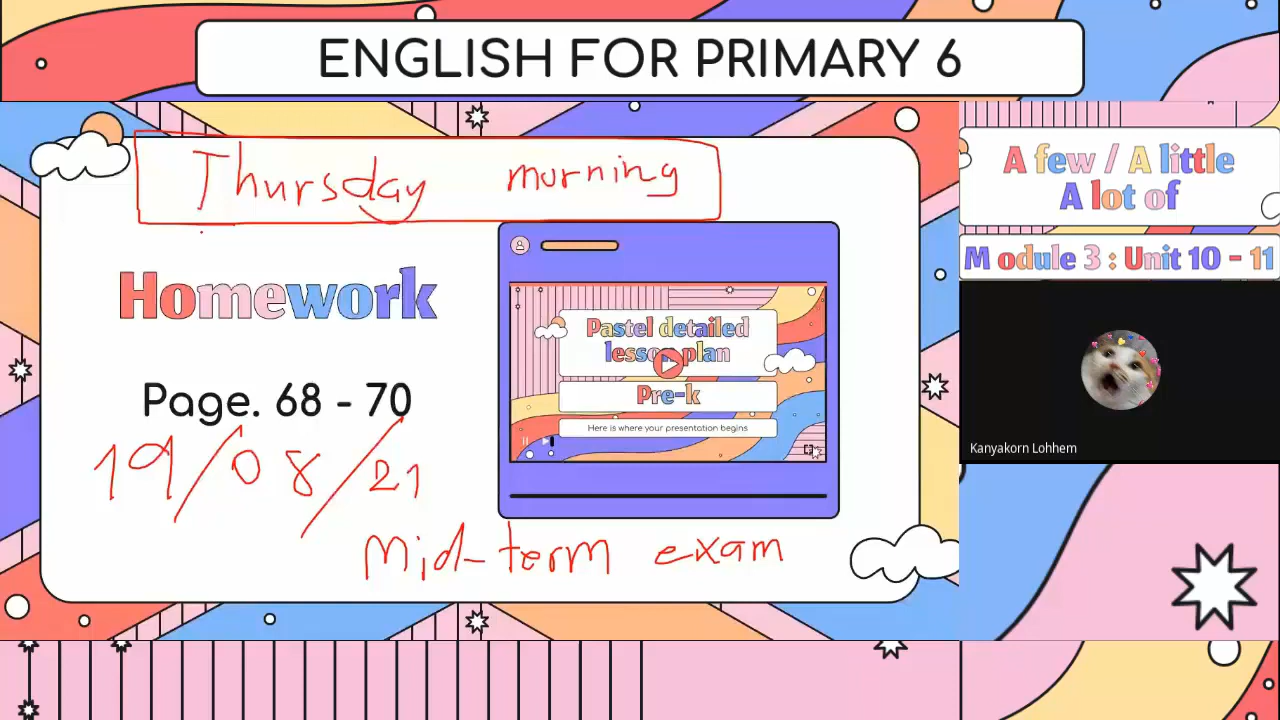 ENGLISH FOR PRIMARY 6
Thursday morning
Homework
Page. 68 - 70
19/08/21
Mid-term exam
Pastel detailed
lesson plan
Pre-k
Here is where your presentation begins
A few / A little
A lot of
Module 3 : Unit 10 - 11
Kanyakorn Lohhem